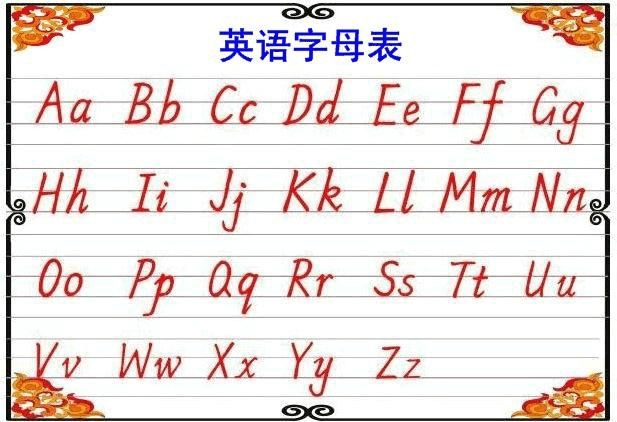 英语字母表
Aa Bb Cc Dd Ee Ff Gg
Hh Ii Jj Kk Ll Mm Nn
Oo Pp Qq Rr Ss Tt Uu
Vv Ww Xx Yy Zz